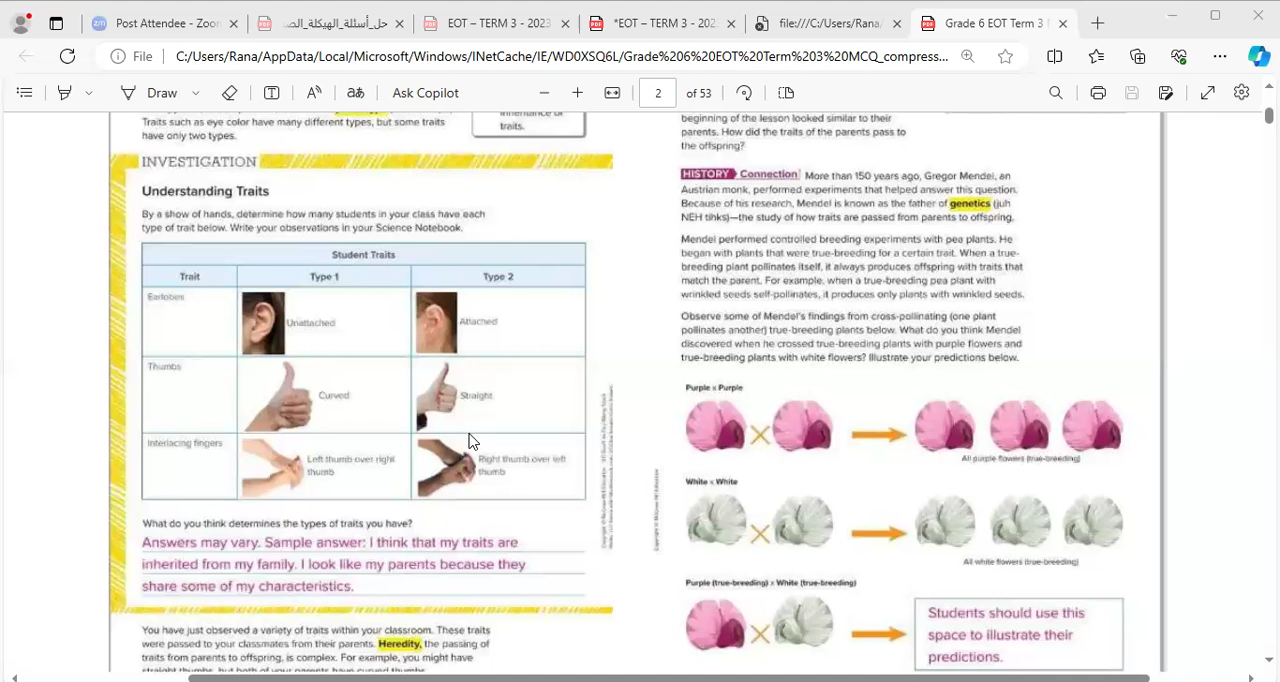 Post Attendee - Zoon
حل_أسئلة_الهيكلة_الص
EOT – TERM 3 - 2023
*EOT – TERM 3 - 202
file:///C:/Users/Rana/
Grade 6 EOT Term 3
File
C:/Users/Rana/AppData/Local/Microsoft/Windows/INetCache/IE/WD0XSQ6L/Grade%206%20EOT%20Term%203%20MCQ_compress...
Draw
Ask Copilot
2
of 53
Traits such as eye color have many different types, but some traits
have only two types.
inheritance of
traits.
INVESTIGATION
Understanding Traits
By a show of hands, determine how many students in your class have each
type of trait below. Write your observations in your Science Notebook.
Student Traits
Trait
Type 1
Type 2
Earlobes
Unattached
Attached
Thumbs
Curved
Straight
Interlacing fingers
Left thumb over right
thumb
Right thumb over left
thumb
What do you think determines the types of traits you have?
Answers may vary. Sample answer: I think that my traits are
inherited from my family. I look like my parents because they
share some of my characteristics.
You have just observed a variety of traits within your classroom. These traits
were passed to your classmates from their parents. Heredity, the passing of
traits from parents to offspring, is complex. For example, you might have
straight thumbs, but both of your parents have curved thumbs.
beginning of the lesson looked similar to their
parents. How did the traits of the parents pass to
the offspring?
HISTORY Connection More than 150 years ago, Gregor Mendel, an
Austrian monk, performed experiments that helped answer this question.
Because of his research, Mendel is known as the father of genetics (juh
NEH tihks)—the study of how traits are passed from parents to offspring.
Mendel performed controlled breeding experiments with pea plants. He
began with plants that were true-breeding for a certain trait. When a true-
breeding plant pollinates itself, it always produces offspring with traits that
match the parent. For example, when a true-breeding pea plant with
wrinkled seeds self-pollinates, it produces only plants with wrinkled seeds.
Observe some of Mendel's findings from cross-pollinating (one plant
pollinates another) true-breeding plants below. What do you think Mendel
discovered when he crossed true-breeding plants with purple flowers and
true-breeding plants with white flowers? Illustrate your predictions below.
Purple x Purple
All purple flowers (true-breeding)
White x White
All white flowers (true-breeding)
Purple (true-breeding) x White (true-breeding)
Students should use this
space to illustrate their
predictions.